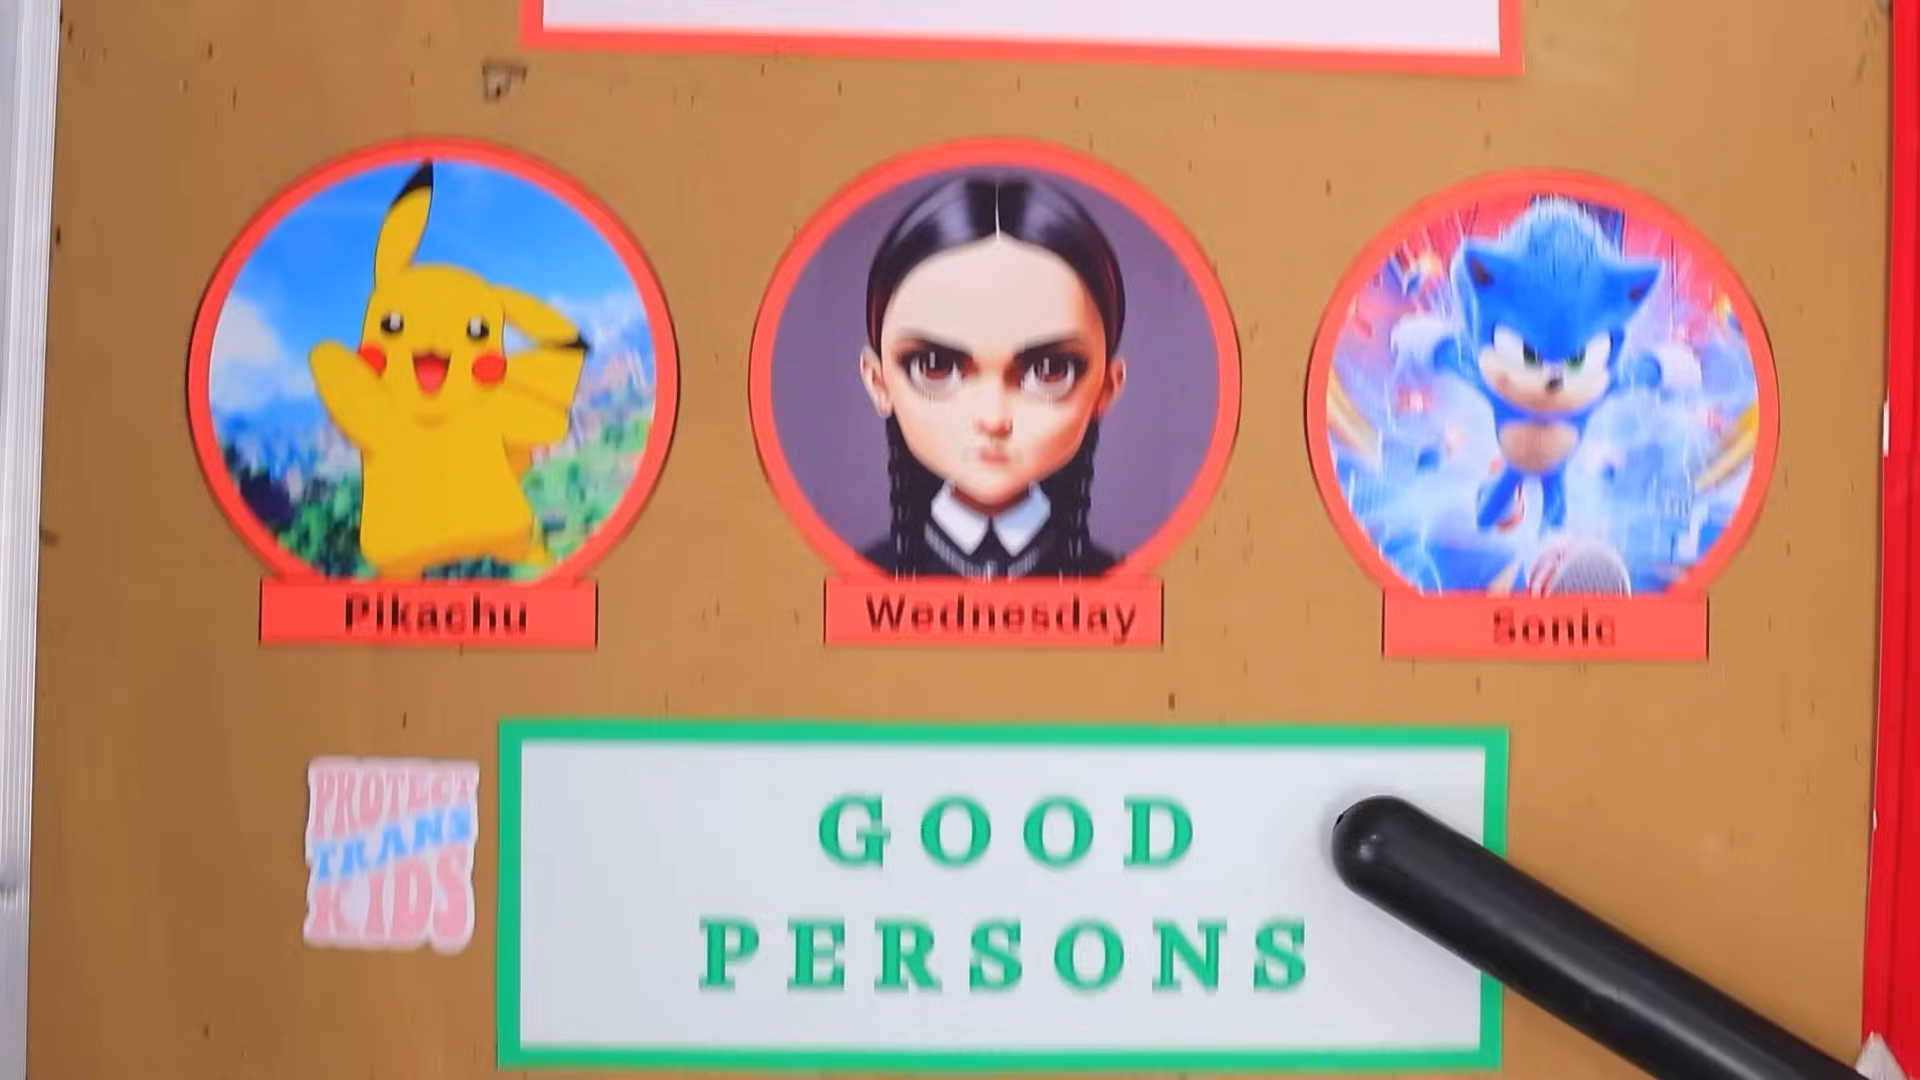 Pikachu
Wednesday
Sonic
PROTECT
TRANS
KIDS
GOOD
PERSONS